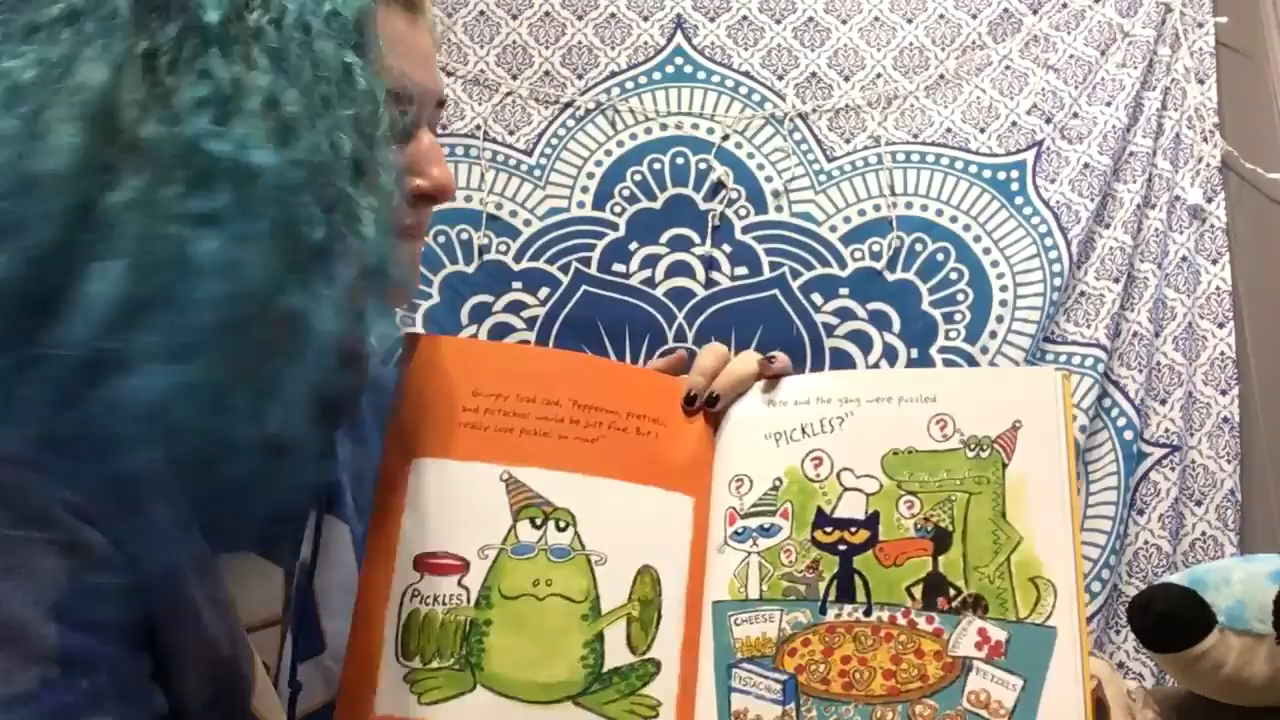 Grumpy Toad said, "Pepperoni, pretzels,
and pistachios would be just fine. But I
really love pickles on mine!"
PICKLES
Pete and the gang were puzzled.
"PICKLES?"
?
?
?
?
?
CHEESE
PISTACHIOS
PRETZELS